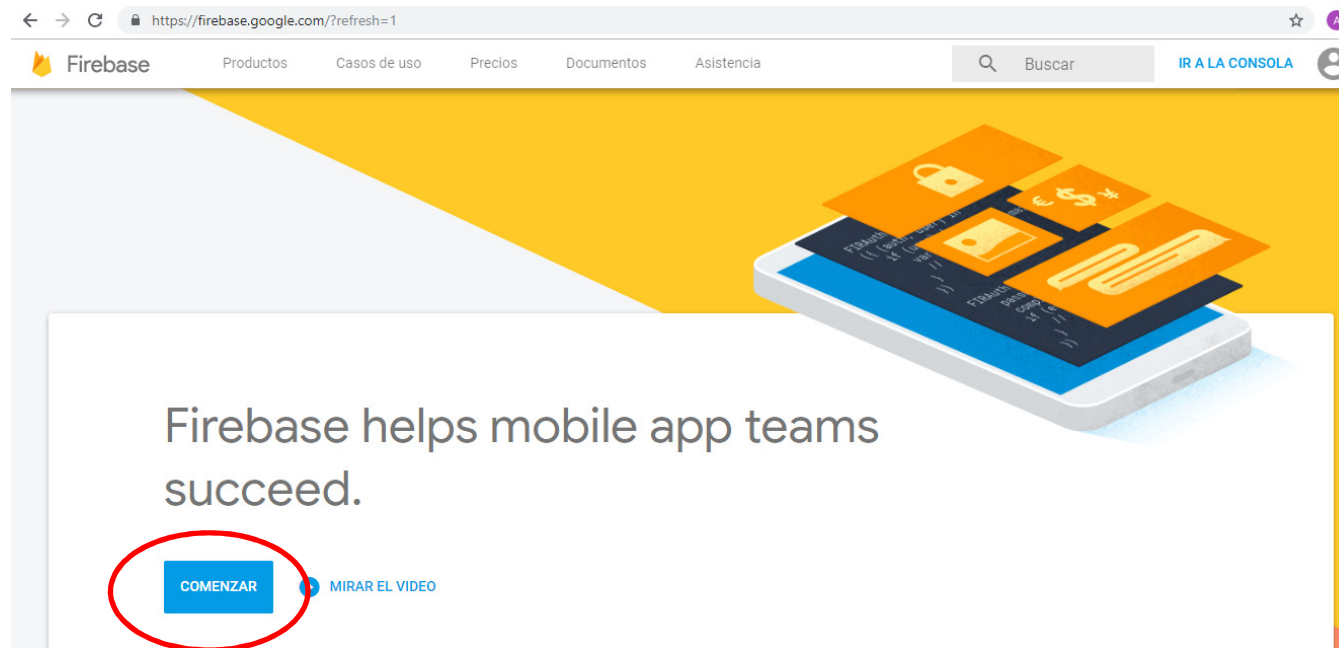 https://firebase.google.com/?refresh=1
Firebase Productos Casos de uso Precios Documentos Asistencia Buscar IR A LA CONSOLA
Firebase helps mobile app teams
succeed.
COMENZAR MIRAR EL VIDEO